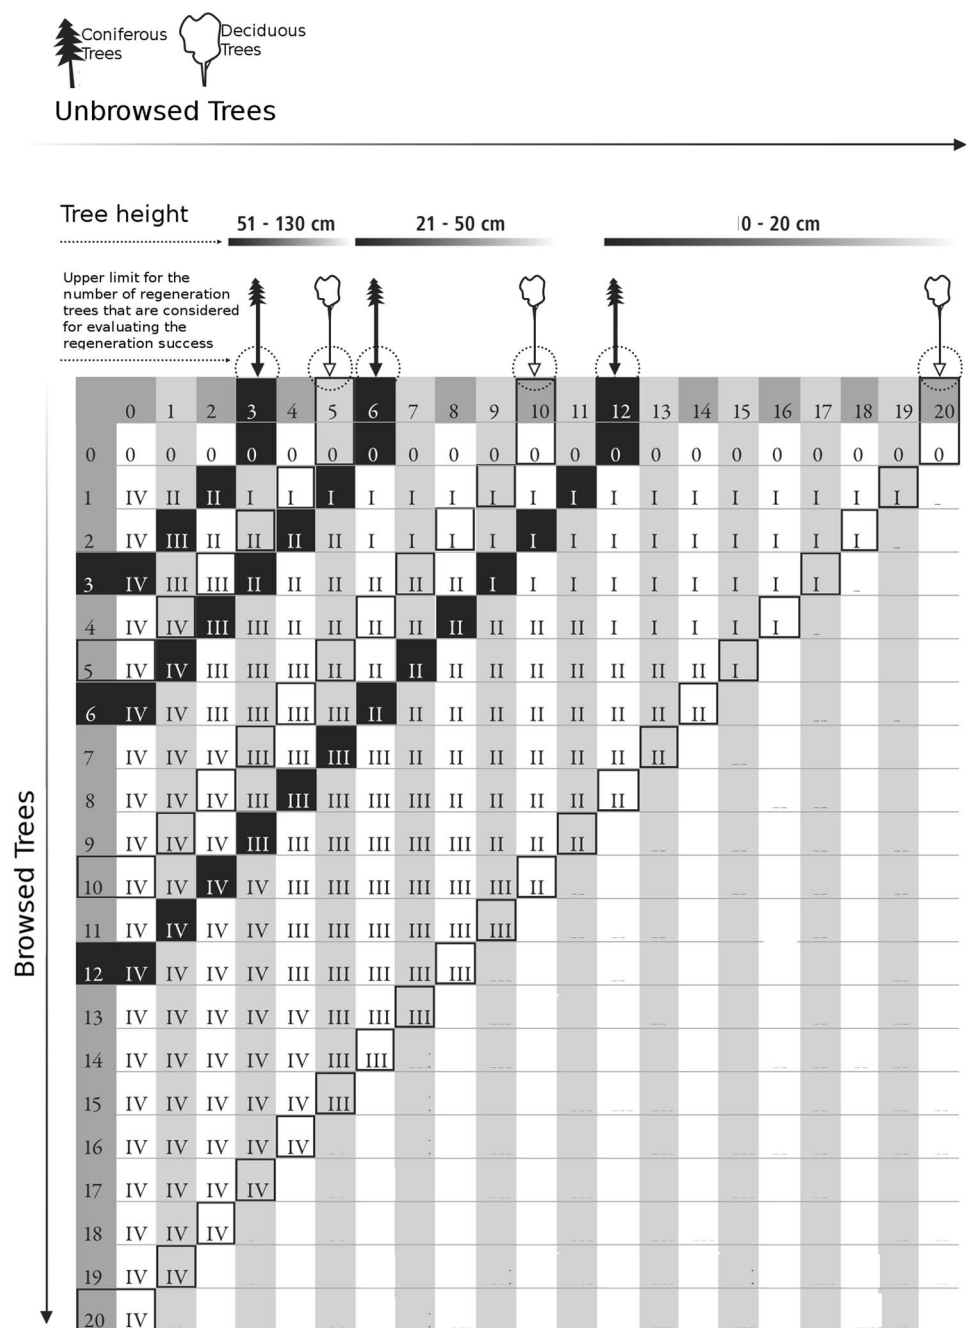 Coniferous
Trees
Deciduous
Trees
Unbrowsed Trees
Tree height
51 - 130 cm
21 - 50 cm
0 - 20 cm
Upper limit for the
number of regeneration
trees that are considered
for evaluating the
regeneration success
0 1 2 3 4 5 6 7 8 9 10 11 12 13 14 15 16 17 18 19 20
0 0 0 0 0 0 0 0 0 0 0 0 0 0 0 0 0 0 0 0 0 0
1 IV II II I I I I I I I I I I I I I I I I I
2 IV III II II II II I I I I I I I I I I I I I
3 IV III III II II II II II II I I I I I I I I I
4 IV IV III III II II II II II II II II I I I I I
5 IV IV III III III II II II II II II II II II II I
6 IV IV III III III III II II II II II II II II II
7 IV IV IV III III III III II II II II II II II
8 IV IV IV III III III III III II II II II II
9 IV IV IV III III III III III III II II II
10 IV IV IV IV III III III III III III II
11 IV IV IV IV III III III III III III
12 IV IV IV IV III III III III III
13 IV IV IV IV IV III III III
14 IV IV IV IV IV III III
15 IV IV IV IV IV III
16 IV IV IV IV IV
17 IV IV IV IV
18 IV IV IV
19 IV IV
20 IV
Browsed Trees